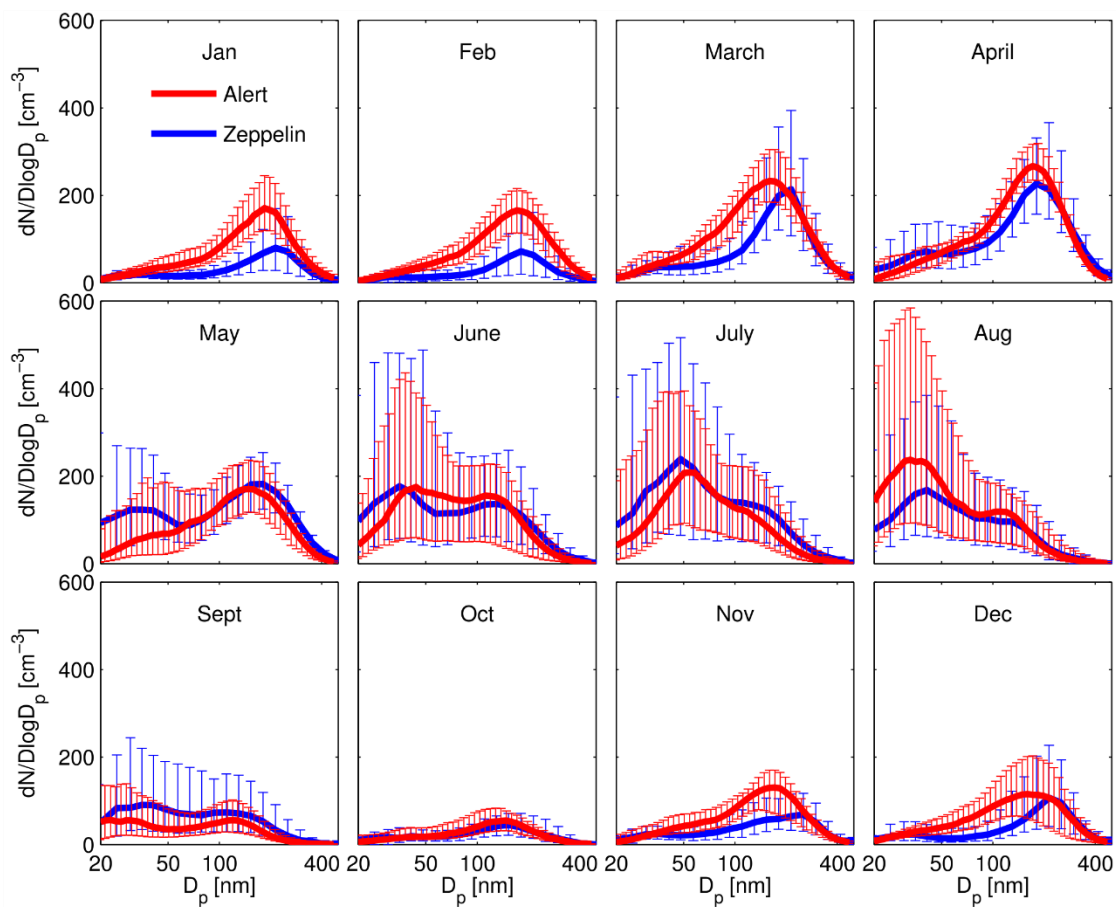 600
400
200
0
dN/DlogDp [cm−3]
Jan
Alert
Zeppelin
Feb
March
April
600
400
200
0
dN/DlogDp [cm−3]
May
June
July
Aug
600
400
200
0
dN/DlogDp [cm−3]
Sept
Oct
Nov
Dec
20 50 100 400
20 50 100 400
20 50 100 400
20 50 100 400
Dp [nm]
Dp [nm]
Dp [nm]
Dp [nm]